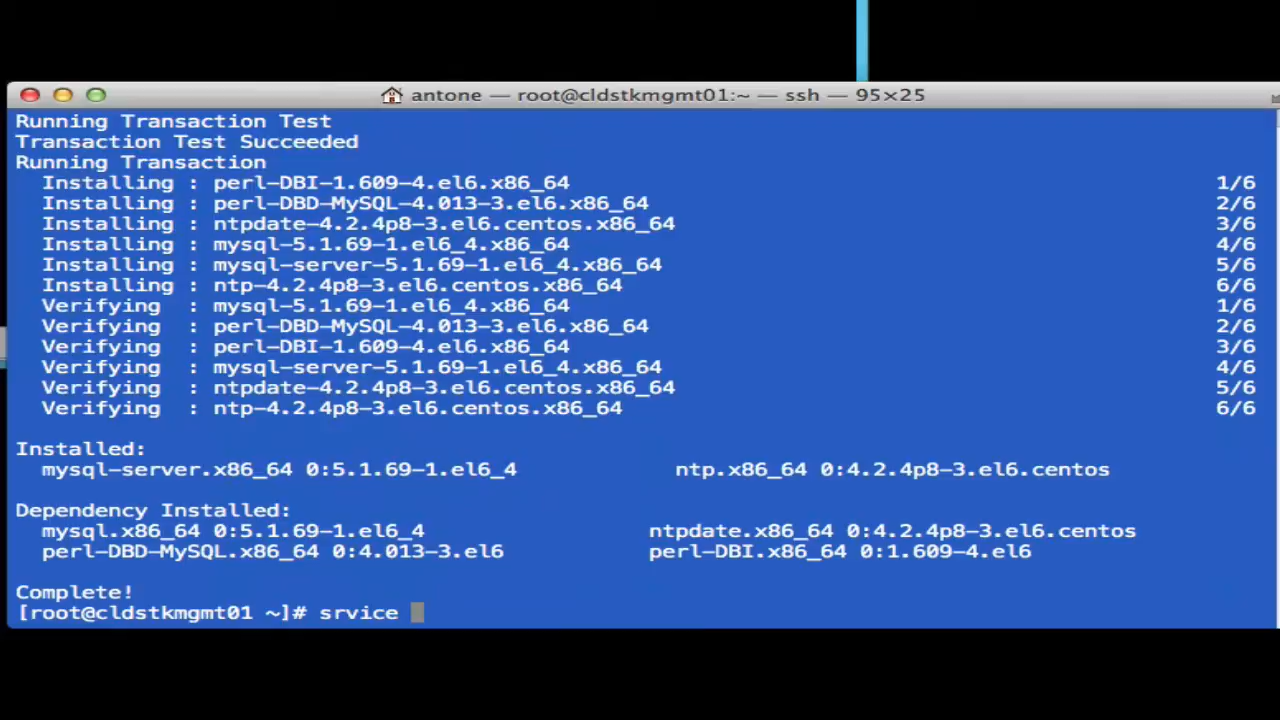 antone — root@cldstkmgmt01:~ — ssh — 95×25
Running Transaction Test
Transaction Test Succeeded
Running Transaction
  Installing : perl-DBI-1.609-4.el6.x86_64 1/6
  Installing : perl-DBD-MySQL-4.013-3.el6.x86_64 2/6
  Installing : ntpdate-4.2.4p8-3.el6.centos.x86_64 3/6
  Installing : mysql-5.1.69-1.el6_4.x86_64 4/6
  Installing : mysql-server-5.1.69-1.el6_4.x86_64 5/6
  Installing : ntp-4.2.4p8-3.el6.centos.x86_64 6/6
  Verifying  : mysql-5.1.69-1.el6_4.x86_64 1/6
  Verifying  : perl-DBD-MySQL-4.013-3.el6.x86_64 2/6
  Verifying  : perl-DBI-1.609-4.el6.x86_64 3/6
  Verifying  : mysql-server-5.1.69-1.el6_4.x86_64 4/6
  Verifying  : ntpdate-4.2.4p8-3.el6.centos.x86_64 5/6
  Verifying  : ntp-4.2.4p8-3.el6.centos.x86_64 6/6
Installed:
  mysql-server.x86_64 0:5.1.69-1.el6_4 ntp.x86_64 0:4.2.4p8-3.el6.centos
Dependency Installed:
  mysql.x86_64 0:5.1.69-1.el6_4 ntpdate.x86_64 0:4.2.4p8-3.el6.centos
  perl-DBD-MySQL.x86_64 0:4.013-3.el6 perl-DBI.x86_64 0:1.609-4.el6
Complete!
[root@cldstkmgmt01 ~]# srvice